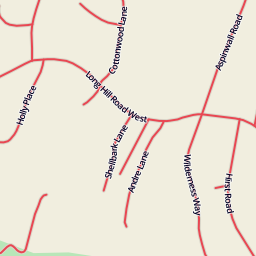 Cottonwood Lane
Aspinwall Road
Holly Place
Long Hill Road West
Shellbark Lane
Andre Lane
Wilderness Way
Hirst Road